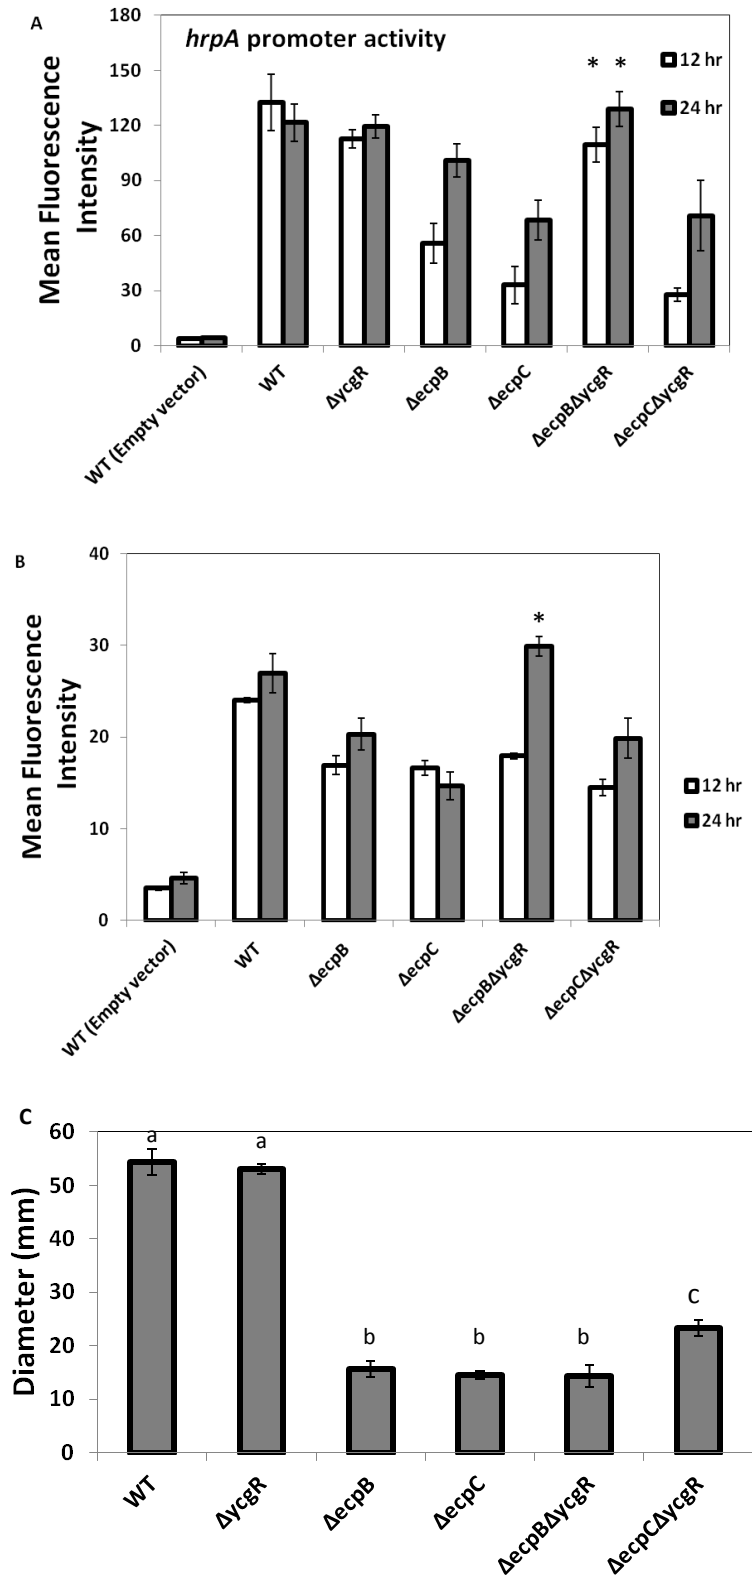 A
hrpA promoter activity
Mean Fluorescence
Intensity
180
150
120
90
60
30
0
* *
12 hr
24 hr
WT (Empty vector)
WT
ΔycgR
ΔecpB
ΔecpC
ΔecpBΔycgR
ΔecpCΔycgR
B
Mean Fluorescence
Intensity
40
30
20
10
0
*
12 hr
24 hr
WT (Empty vector)
WT
ΔecpB
ΔecpC
ΔecpBΔycgR
ΔecpCΔycgR
C
Diameter (mm)
60
50
40
30
20
10
0
a
a
b
b
b
c
WT
ΔycgR
ΔecpB
ΔecpC
ΔecpBΔycgR
ΔecpCΔycgR